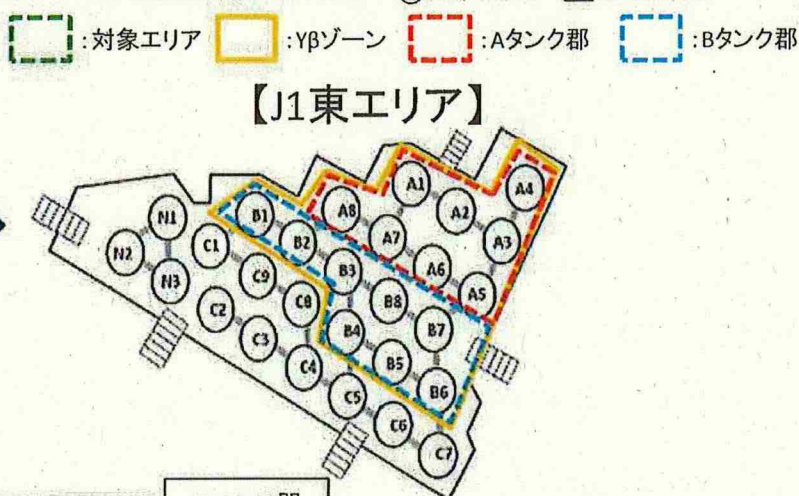 :対象エリア :Yβゾーン :Aタンク郡 :Bタンク郡
【J1東エリア】
A1 A4
A8 A2
N1 B1 A7 A3
N2 C1 B2 A6
N3 C9 B3 A5
C2 C8 B8
C3 B4 B7
C4 B5
C5 B6
C6
C7